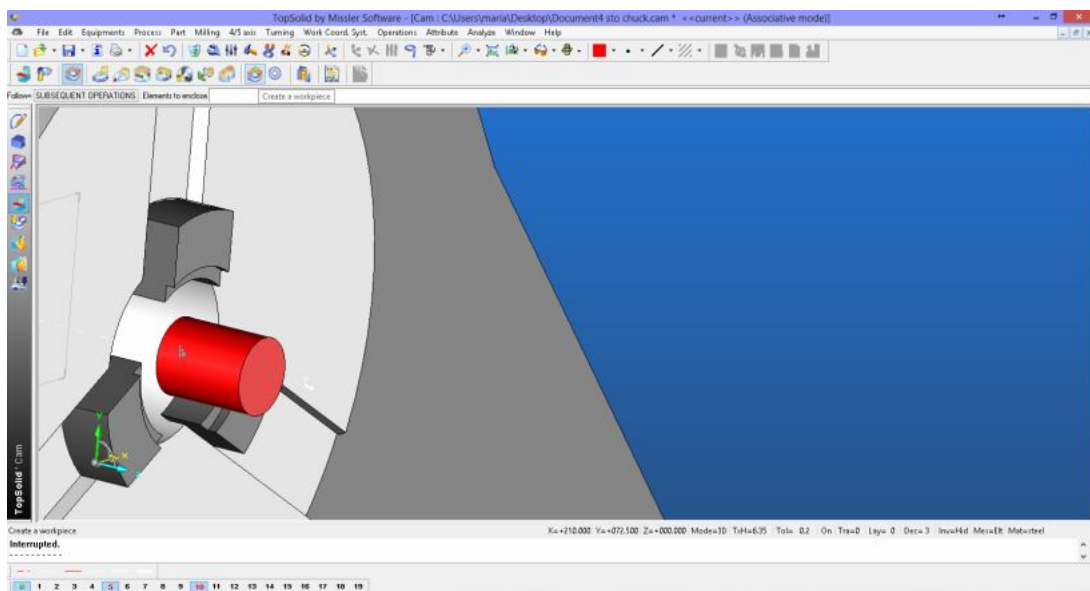 TopSolid by Missler Software - [Cam : C:\Users\maria\Desktop\Document4 sto chuck.cam * <<current>> (Associative mode)]
File Edit Equipments Process Part Milling 4/5 axis Turning Work Coord. Syst. Operations Attribute Analyze Window Help
Follow= SUBSEQUENT OPERATIONS Elements to enclose
Create a workpiece
y
x
TopSolid'Cam
Create a workpiece
X=+210.000 Y=+072.500 Z=+000.000 Mode=3D TxH=6.35 Tol= 0.2 On Tra=0 Lay= 0 Dec= 3 Inv=Hid Mes=Elt Mat=steel
Interrupted.
----------
0 1 2 3 4 5 6 7 8 9 10 11 12 13 14 15 16 17 18 19